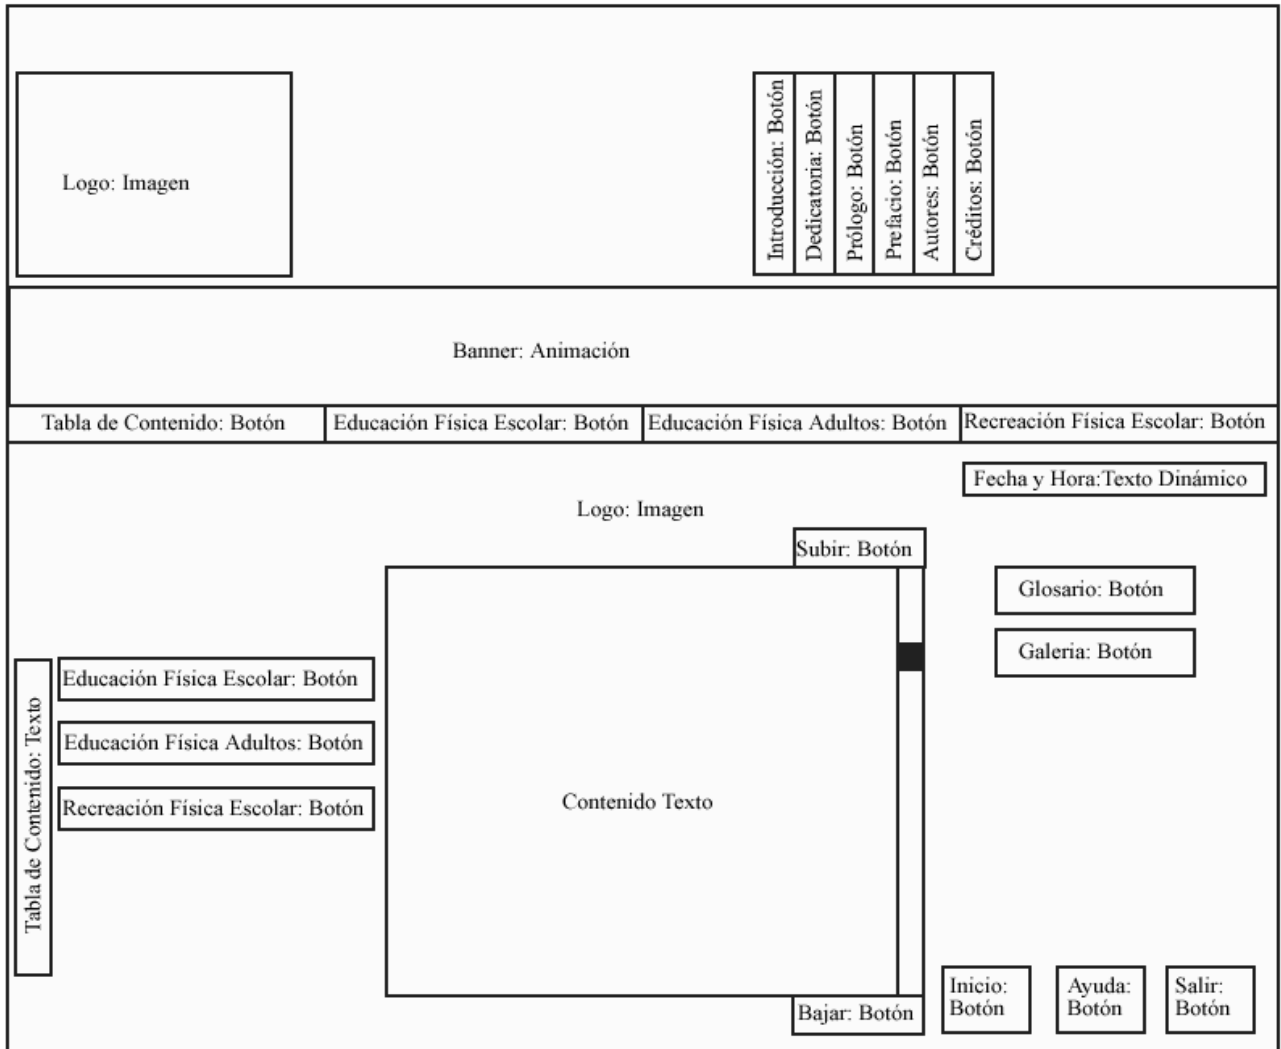 Logo: Imagen
Introducción: Botón
Dedicatoria: Botón
Prólogo: Botón
Prefacio: Botón
Autores: Botón
Créditos: Botón
Banner: Animación
Tabla de Contenido: Botón
Educación Física Escolar: Botón
Educación Física Adultos: Botón
Recreación Física Escolar: Botón
Fecha y Hora:Texto Dinámico
Logo: Imagen
Subir: Botón
Glosario: Botón
Galeria: Botón
Tabla de Contenido: Texto
Educación Física Escolar: Botón
Educación Física Adultos: Botón
Recreación Física Escolar: Botón
Contenido Texto
Bajar: Botón
Inicio:
Botón
Ayuda:
Botón
Salir:
Botón